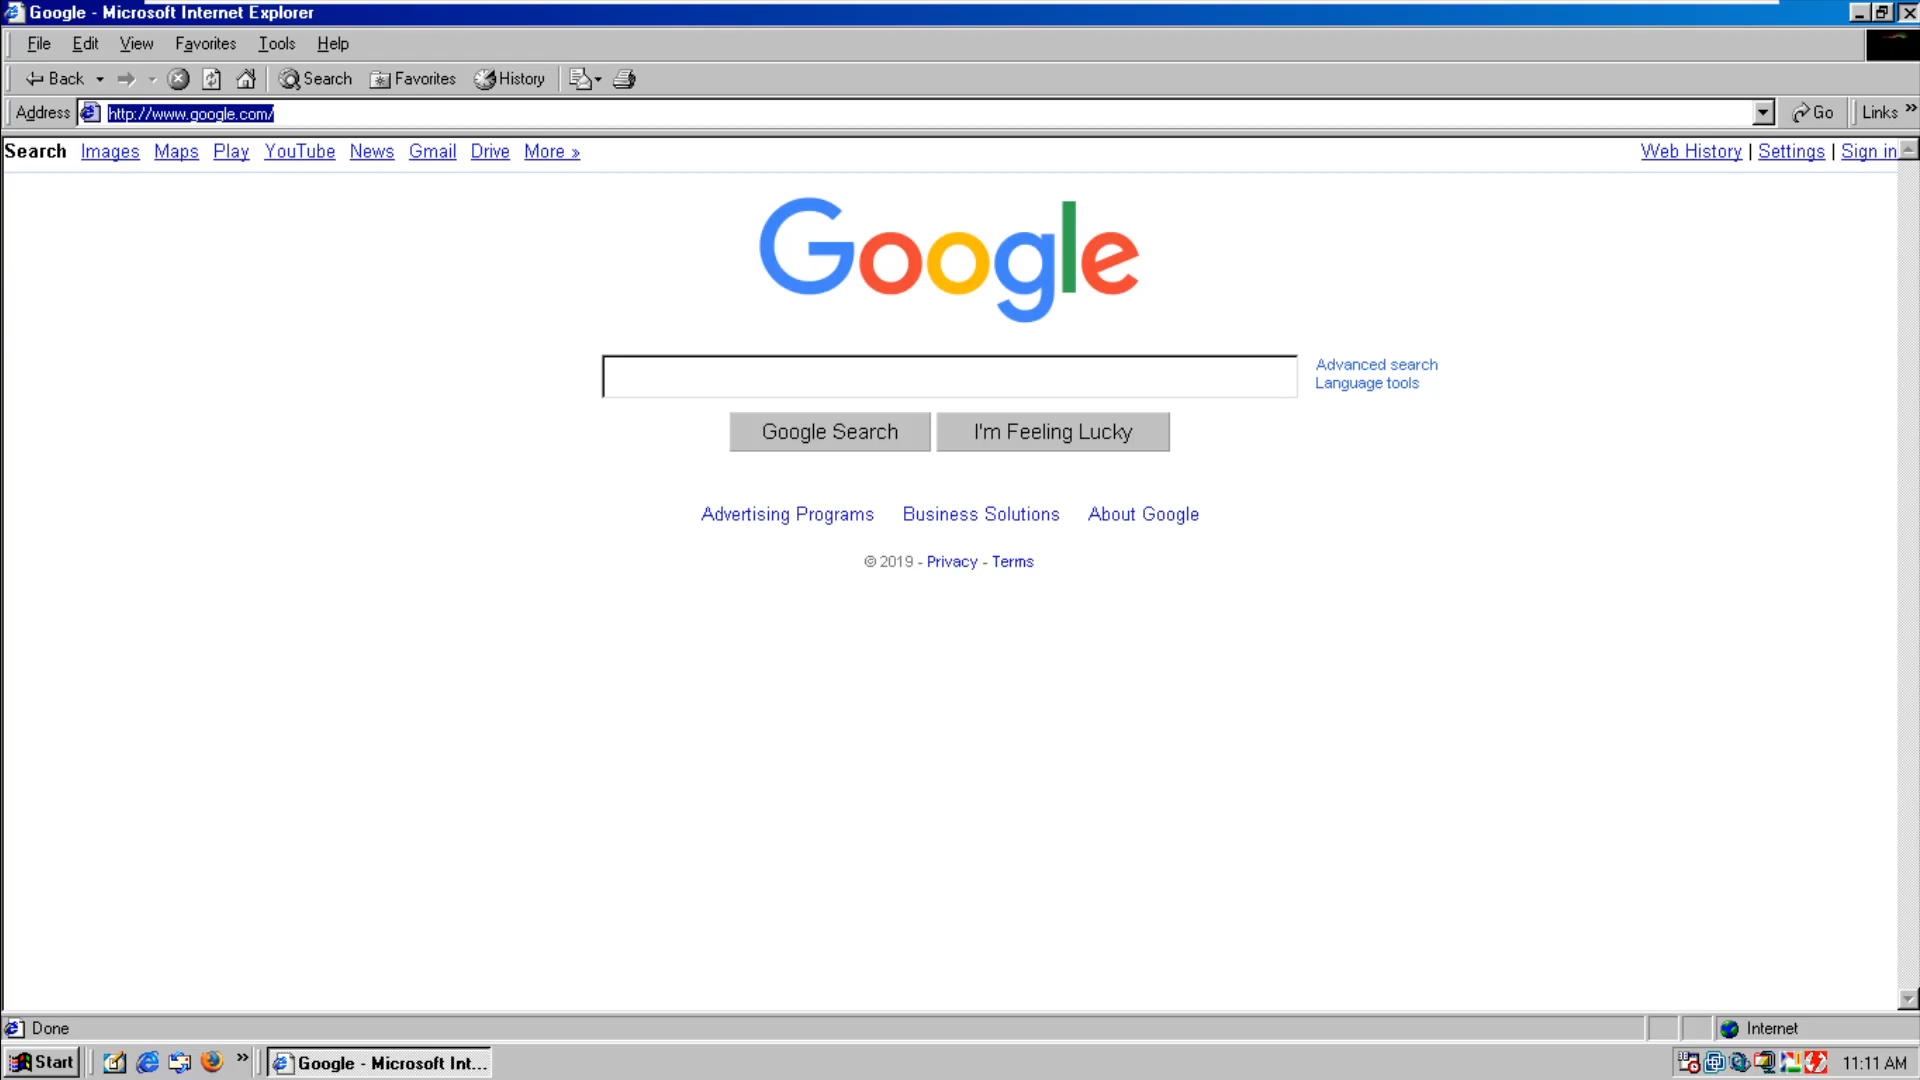 Google - Microsoft Internet Explorer
File Edit View Favorites Tools Help
Back Search Favorites History
Address http://www.google.com/ Go Links »
Search Images Maps Play YouTube News Gmail Drive More » Web History | Settings | Sign in
Google
Advanced search
Language tools
Google Search I'm Feeling Lucky
Advertising Programs Business Solutions About Google
© 2019 - Privacy - Terms
Done Internet
Start » Google - Microsoft Int... 11:11 AM